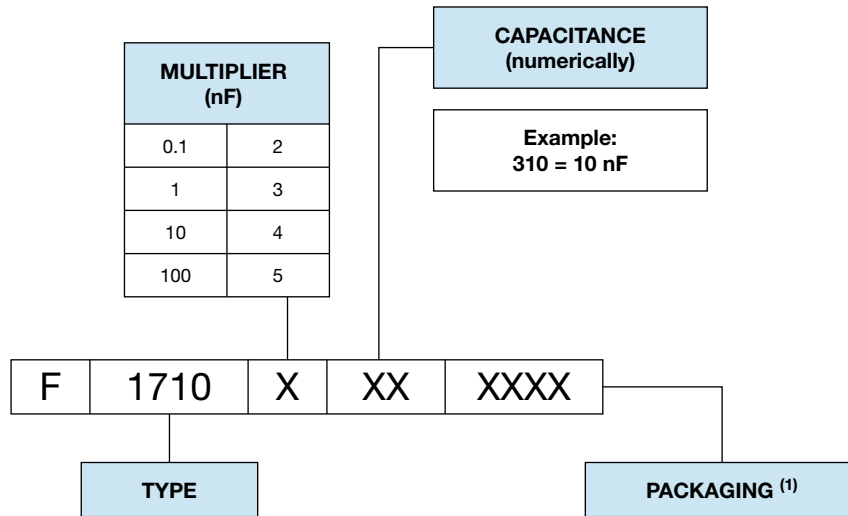 CAPACITANCE
(numerically)
MULTIPLIER
(nF)
Example:
310 = 10 nF
0.1 2
1 3
10 4
100 5
F 1710 X XX XXXX
TYPE
PACKAGING (1)